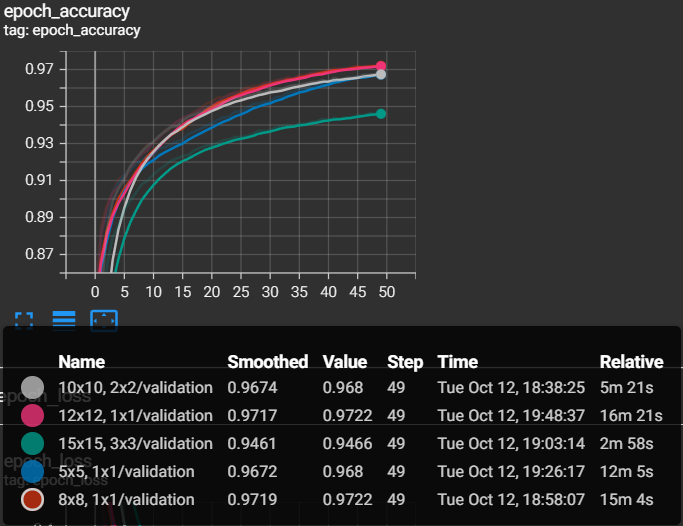 epoch_accuracy
tag: epoch_accuracy
0.97
0.95
0.93
0.91
0.89
0.87
0 5 10 15 20 25 30 35 40 45 50
Name Smoothed Value Step Time Relative
10x10, 2x2/validation 0.9674 0.968 49 Tue Oct 12, 18:38:25 5m 21s
epoch_loss
12x12, 1x1/validation 0.9717 0.9722 49 Tue Oct 12, 19:48:37 16m 21s
15x15, 3x3/validation 0.9461 0.9466 49 Tue Oct 12, 19:03:14 2m 58s
epoch_loss
5x5, 1x1/validation 0.9672 0.968 49 Tue Oct 12, 19:26:17 12m 5s
tag: epoch_loss
8x8, 1x1/validation 0.9719 0.9722 49 Tue Oct 12, 18:58:07 15m 4s